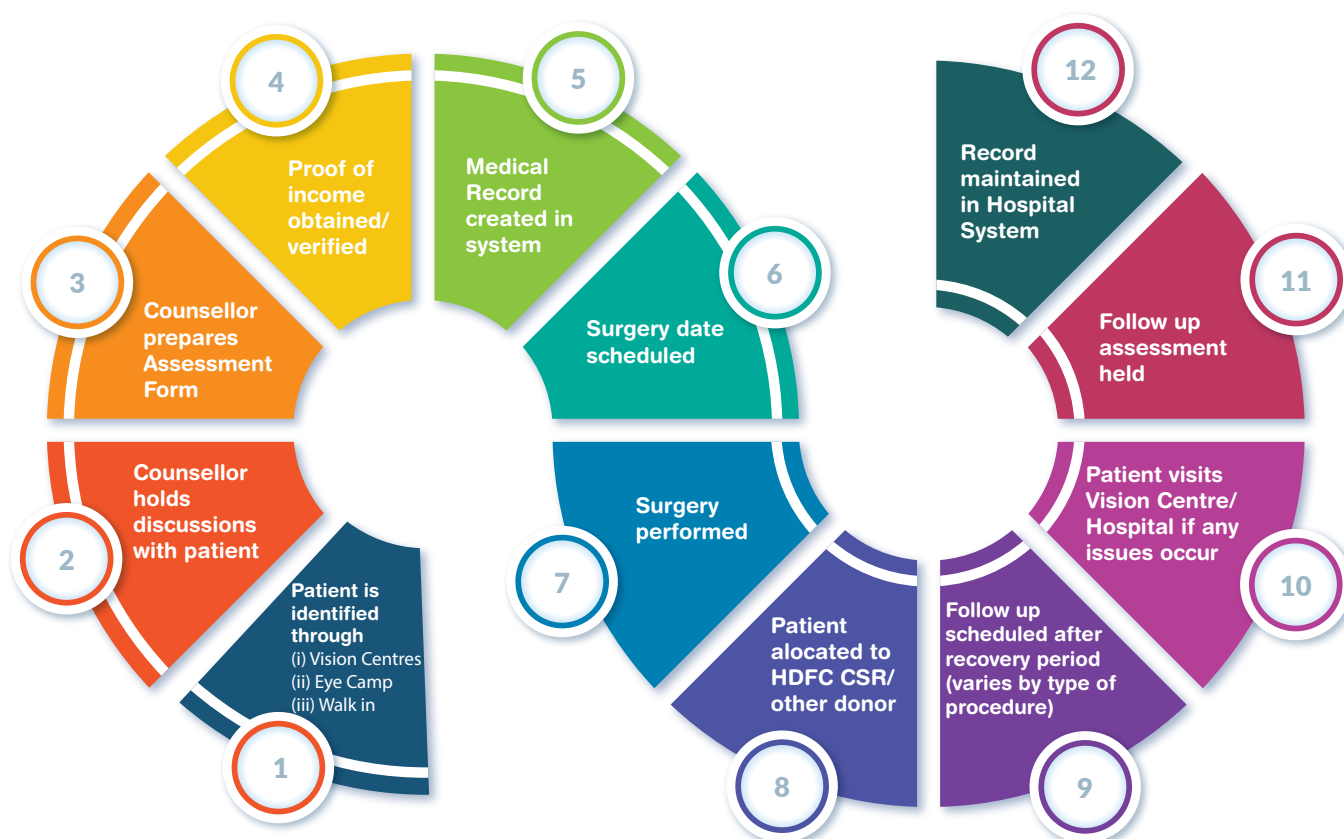 1
Patient is
identified
through
(i) Vision Centres
(ii) Eye Camp
(iii) Walk in
2
Counsellor
holds
discussions
with patient
3
Counsellor
prepares
Assessment
Form
4
Proof of
income
obtained/
verified
5
Medical
Record
created in
system
6
Surgery date
scheduled
7
Surgery
performed
8
Patient
alocated to
HDFC CSR/
other donor
9
Follow up
scheduled after
recovery period
(varies by type of
procedure)
10
Patient visits
Vision Centre/
Hospital if any
issues occur
11
Follow up
assessment
held
12
Record
maintained
in Hospital
System